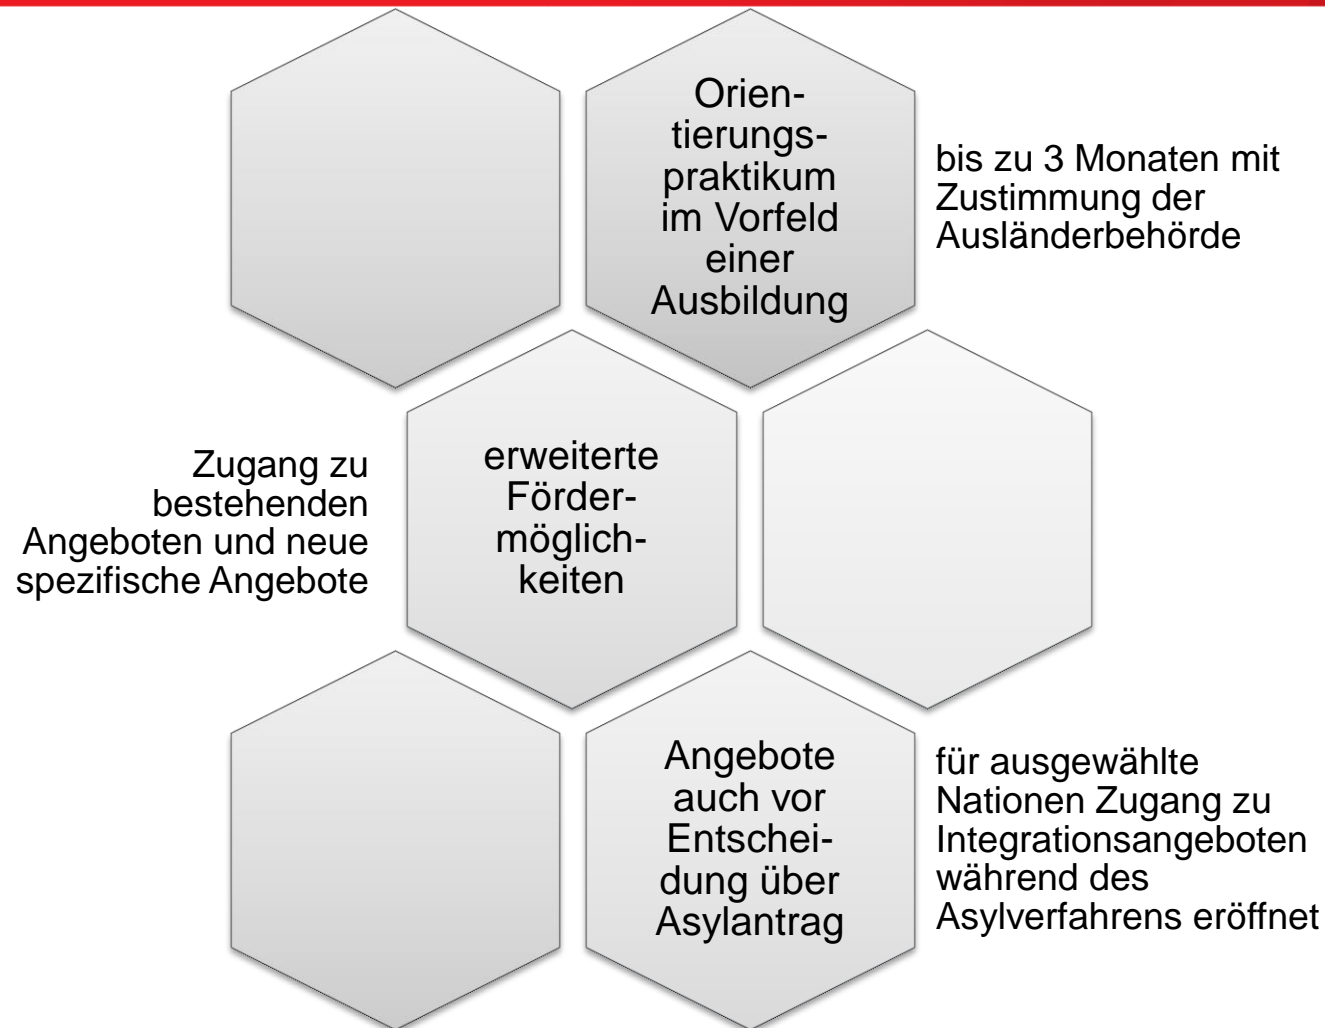 Orien-
tierungs-
praktikum
im Vorfeld
einer
Ausbildung
bis zu 3 Monaten mit
Zustimmung der
Ausländerbehörde
Zugang zu
bestehenden
Angeboten und neue
spezifische Angebote
erweiterte
Förder-
möglich-
keiten
Angebote
auch vor
Entschei-
dung über
Asylantrag
für ausgewählte
Nationen Zugang zu
Integrationsangeboten
während des
Asylverfahrens eröffnet